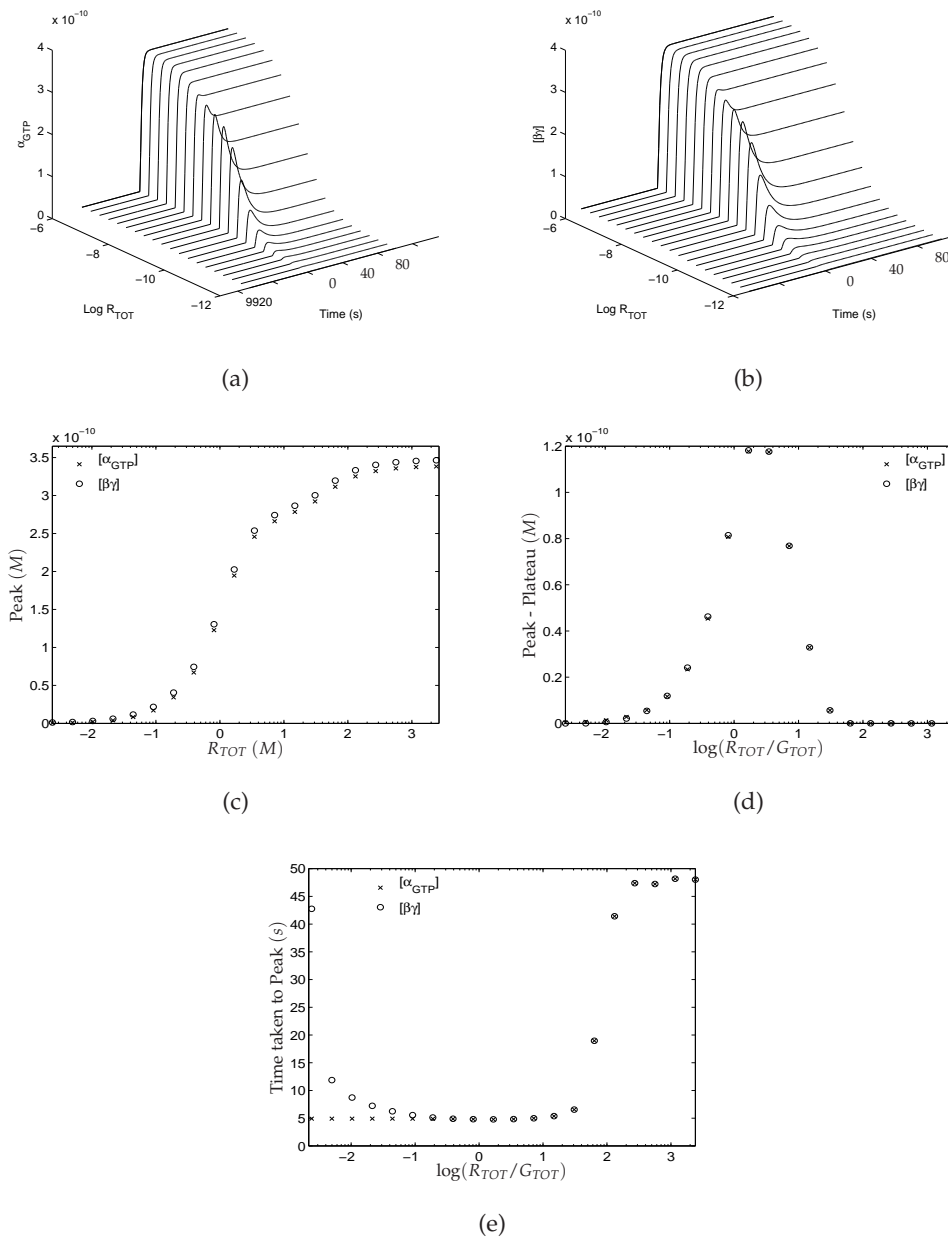 x 10⁻¹⁰
4
3
2
1
0
α_GTP
−6
−8
−10
−12
Log R_TOT
9920
0
40
80
Time (s)
(a)
x 10⁻¹⁰
4
3
2
1
0
[βγ]
−6
−8
−10
−12
Log R_TOT
0
40
80
Time (s)
(b)
x 10⁻¹⁰
3.5
3
2.5
2
1.5
1
0.5
0
Peak (M)
[α_GTP]
[βγ]
−2
−1
0
1
2
3
R_TOT (M)
(c)
x 10⁻¹⁰
1.2
1
0.8
0.6
0.4
0.2
0
Peak - Plateau (M)
[α_GTP]
[βγ]
−2
−1
0
1
2
3
log(R_TOT/G_TOT)
(d)
50
45
40
35
30
25
20
15
10
5
0
Time taken to Peak (s)
[α_GTP]
[βγ]
−2
−1
0
1
2
3
log(R_TOT/G_TOT)
(e)